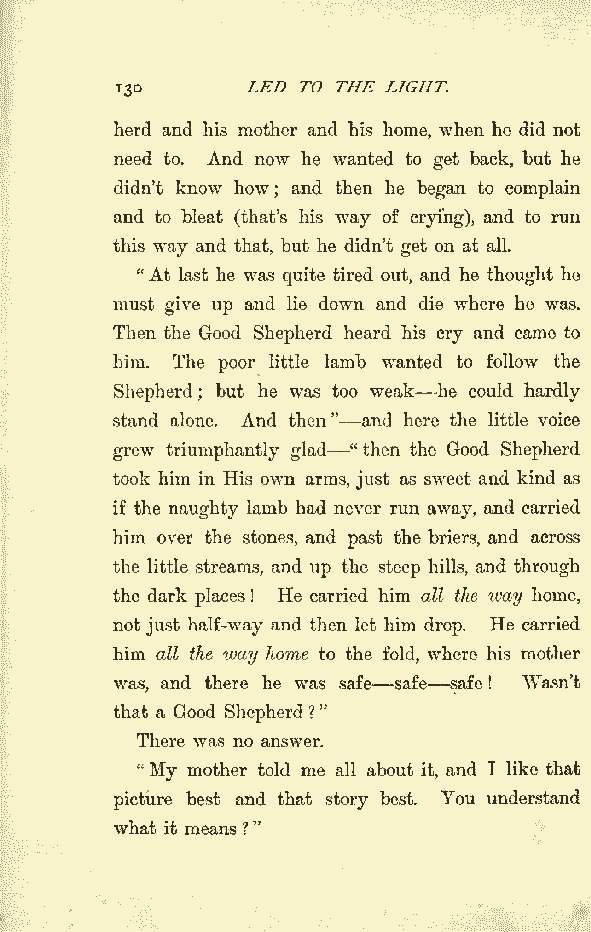 130 LED TO THE LIGHT.
herd and his mother and his home, when he did not
need to. And now he wanted to get back, but he
didn't know how; and then he began to complain
and to bleat (that's his way of crying), and to run
this way and that, but he didn't get on at all.
"At last he was quite tired out, and he thought he
must give up and lie down and die where he was.
Then the Good Shepherd heard his cry and came to
him. The poor little lamb wanted to follow the
Shepherd; but he was too weak—he could hardly
stand alone. And then"—and here the little voice
grew triumphantly glad—"then the Good Shepherd
took him in His own arms, just as sweet and kind as
if the naughty lamb had never run away, and carried
him over the stones, and past the briers, and across
the little streams, and up the steep hills, and through
the dark places! He carried him all the way home,
not just half-way and then let him drop. He carried
him all the way home to the fold, where his mother
was, and there he was safe—safe—safe! Wasn't
that a Good Shepherd?"
There was no answer.
"My mother told me all about it, and I like that
picture best and that story best. You understand
what it means?"